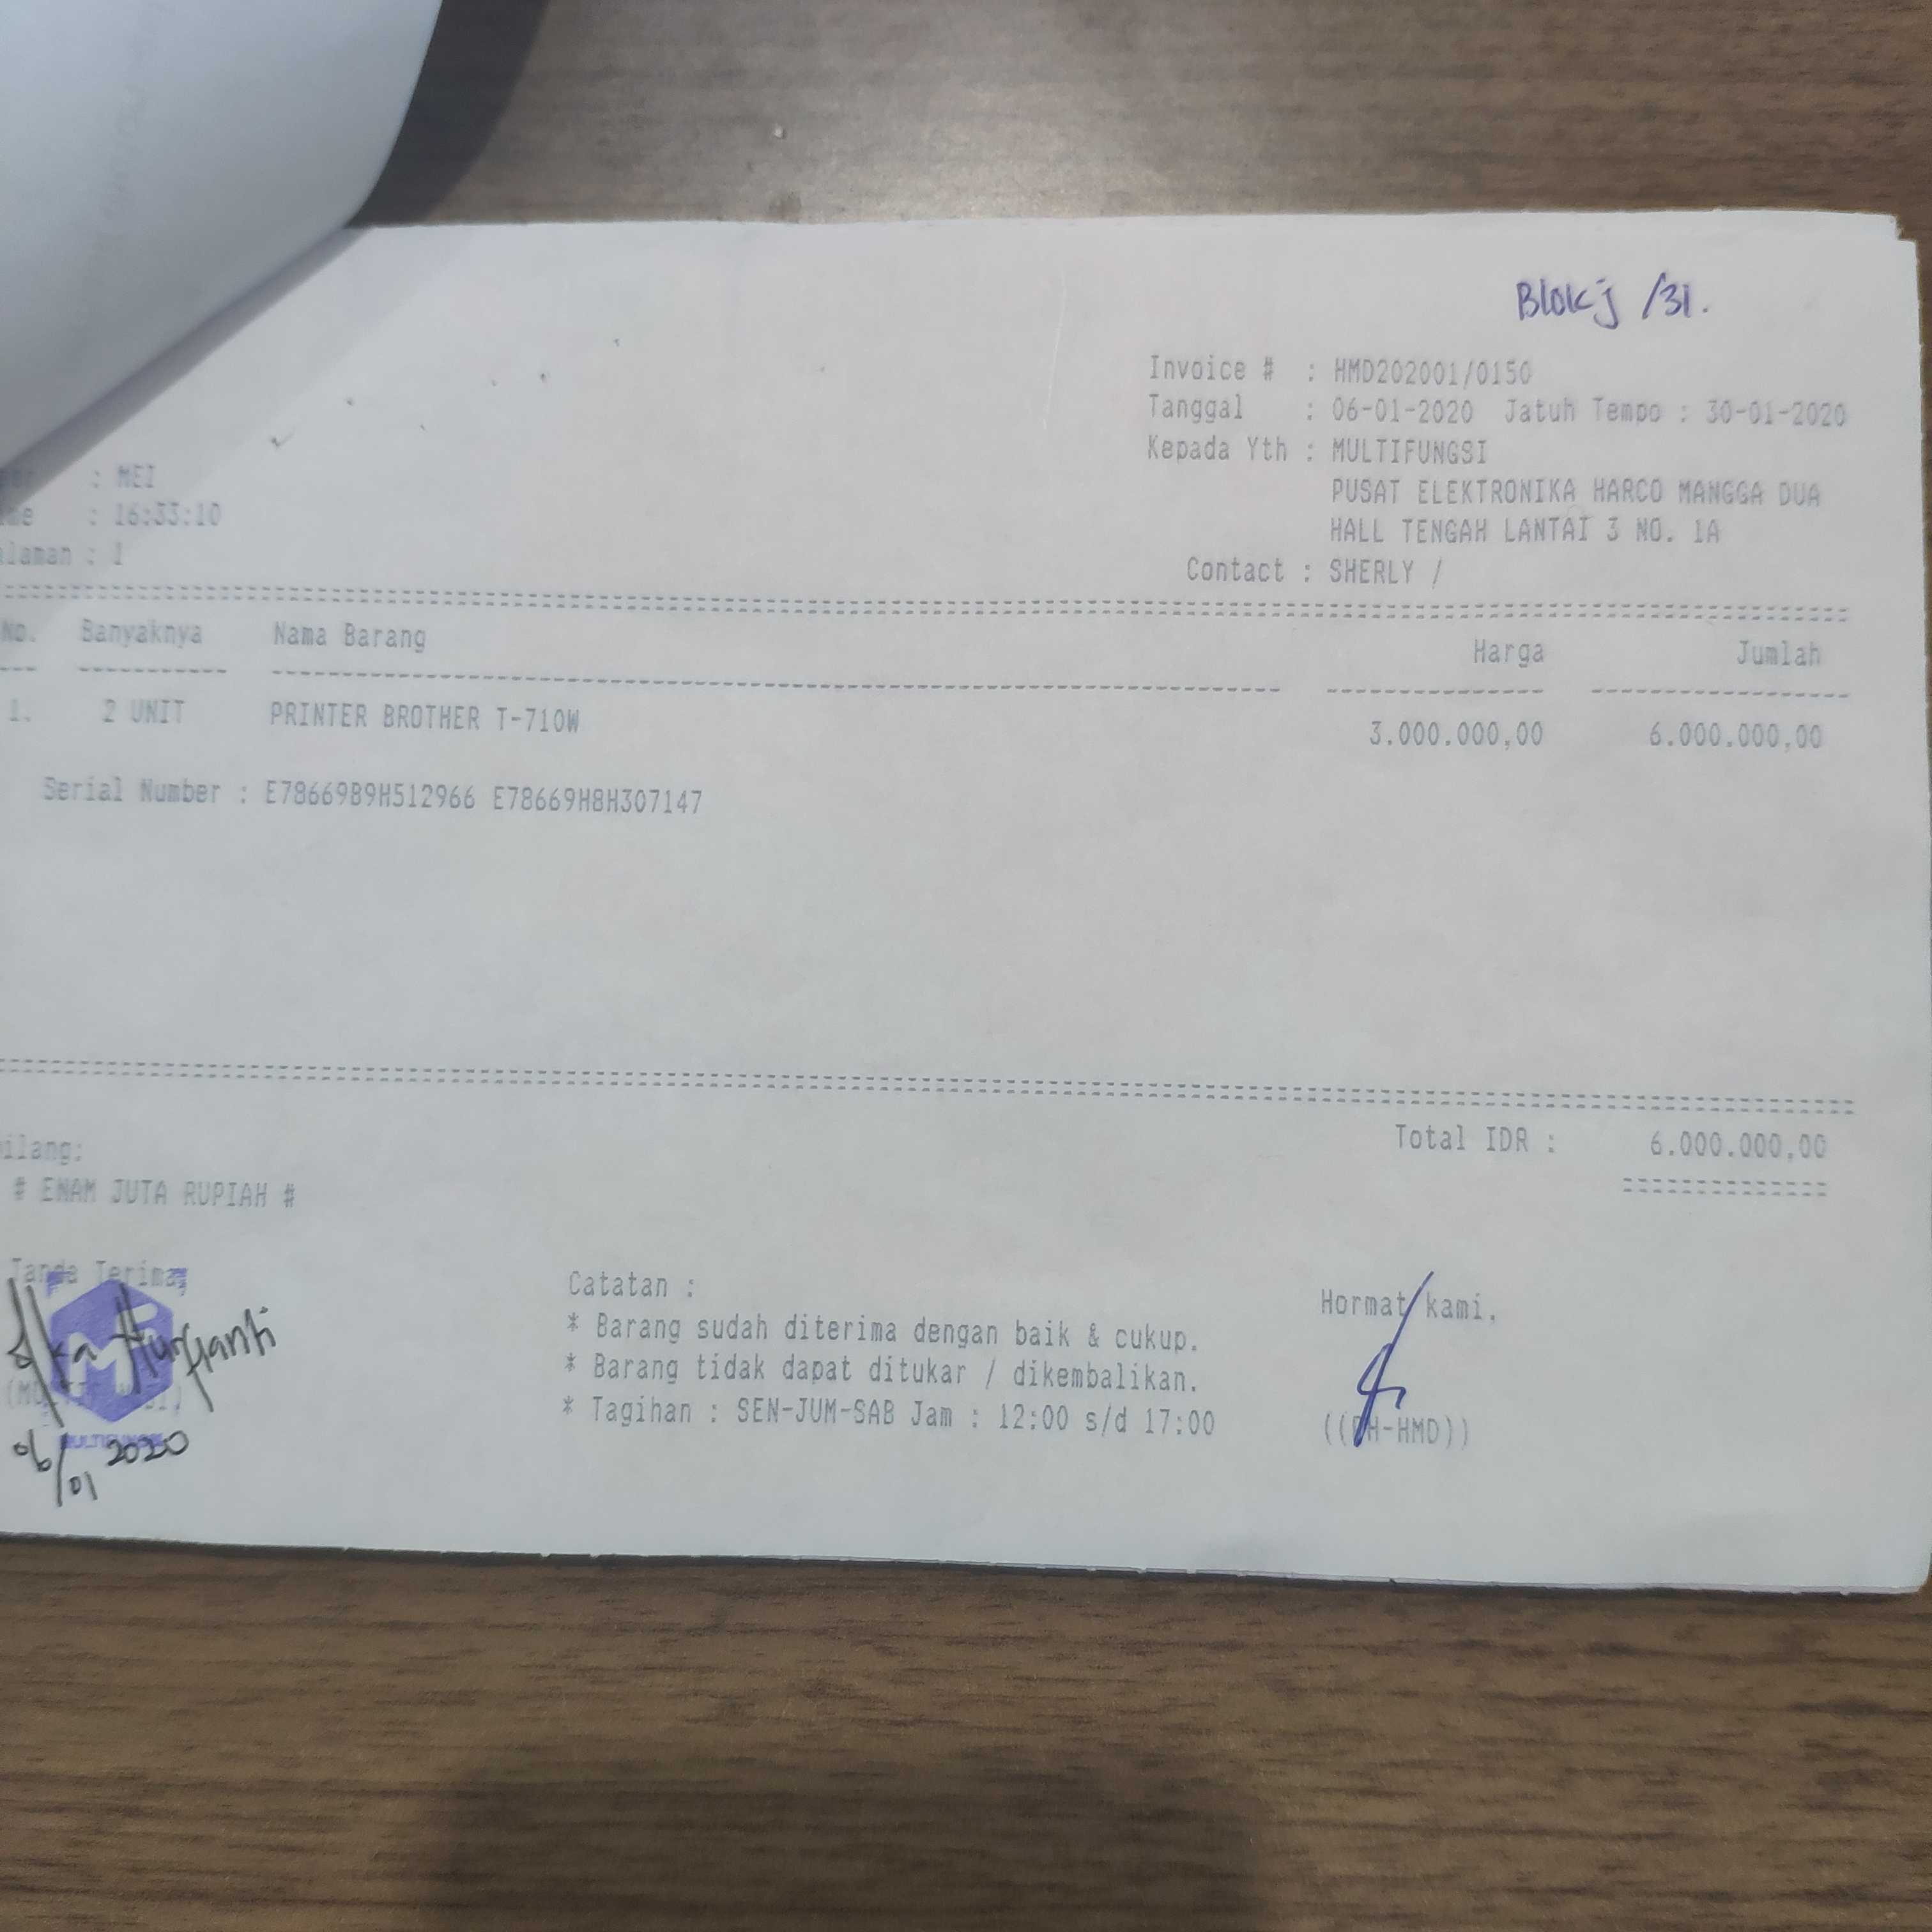 Blok j /31.
Invoice # : HMD202001/0150
Tanggal : 06-01-2020 Jatuh Tempo : 30-01-2020
Kepada Yth : MULTIFUNGSI
PUSAT ELEKTRONIKA HARCO MANGGA DUA
HALL TENGAH LANTAI 3 NO. 1A
Contact : SHERLY /
: MEI
: 16:33:10
alaman : 1
No. Banyaknya Nama Barang Harga Jumlah
1. 2 UNIT PRINTER BROTHER T-710W 3.000.000,00 6.000.000,00
Serial Number : E78669B9H512966 E78669H8H307147
Total IDR : 6.000.000,00
ilang:
# ENAM JUTA RUPIAH #
Tanda Terima,
Catatan :
* Barang sudah diterima dengan baik & cukup.
* Barang tidak dapat ditukar / dikembalikan.
* Tagihan : SEN-JUM-SAB Jam : 12:00 s/d 17:00
Hormat kami,
06/01 2020